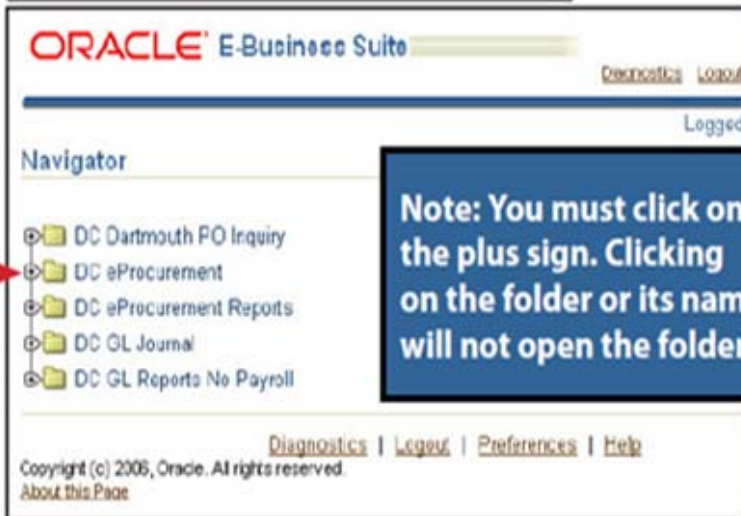 ORACLE E-Business Suite
Diagnostics Logout
Logged
Navigator
DC Dartmouth PO Inquiry
DC eProcurement
DC eProcurement Reports
DC GL Journal
DC GL Reports No Payroll
Note: You must click on
the plus sign. Clicking
on the folder or its nam
will not open the folder
Diagnostics | Logout | Preferences | Help
Copyright (c) 2006, Oracle. All rights reserved.
About this Page